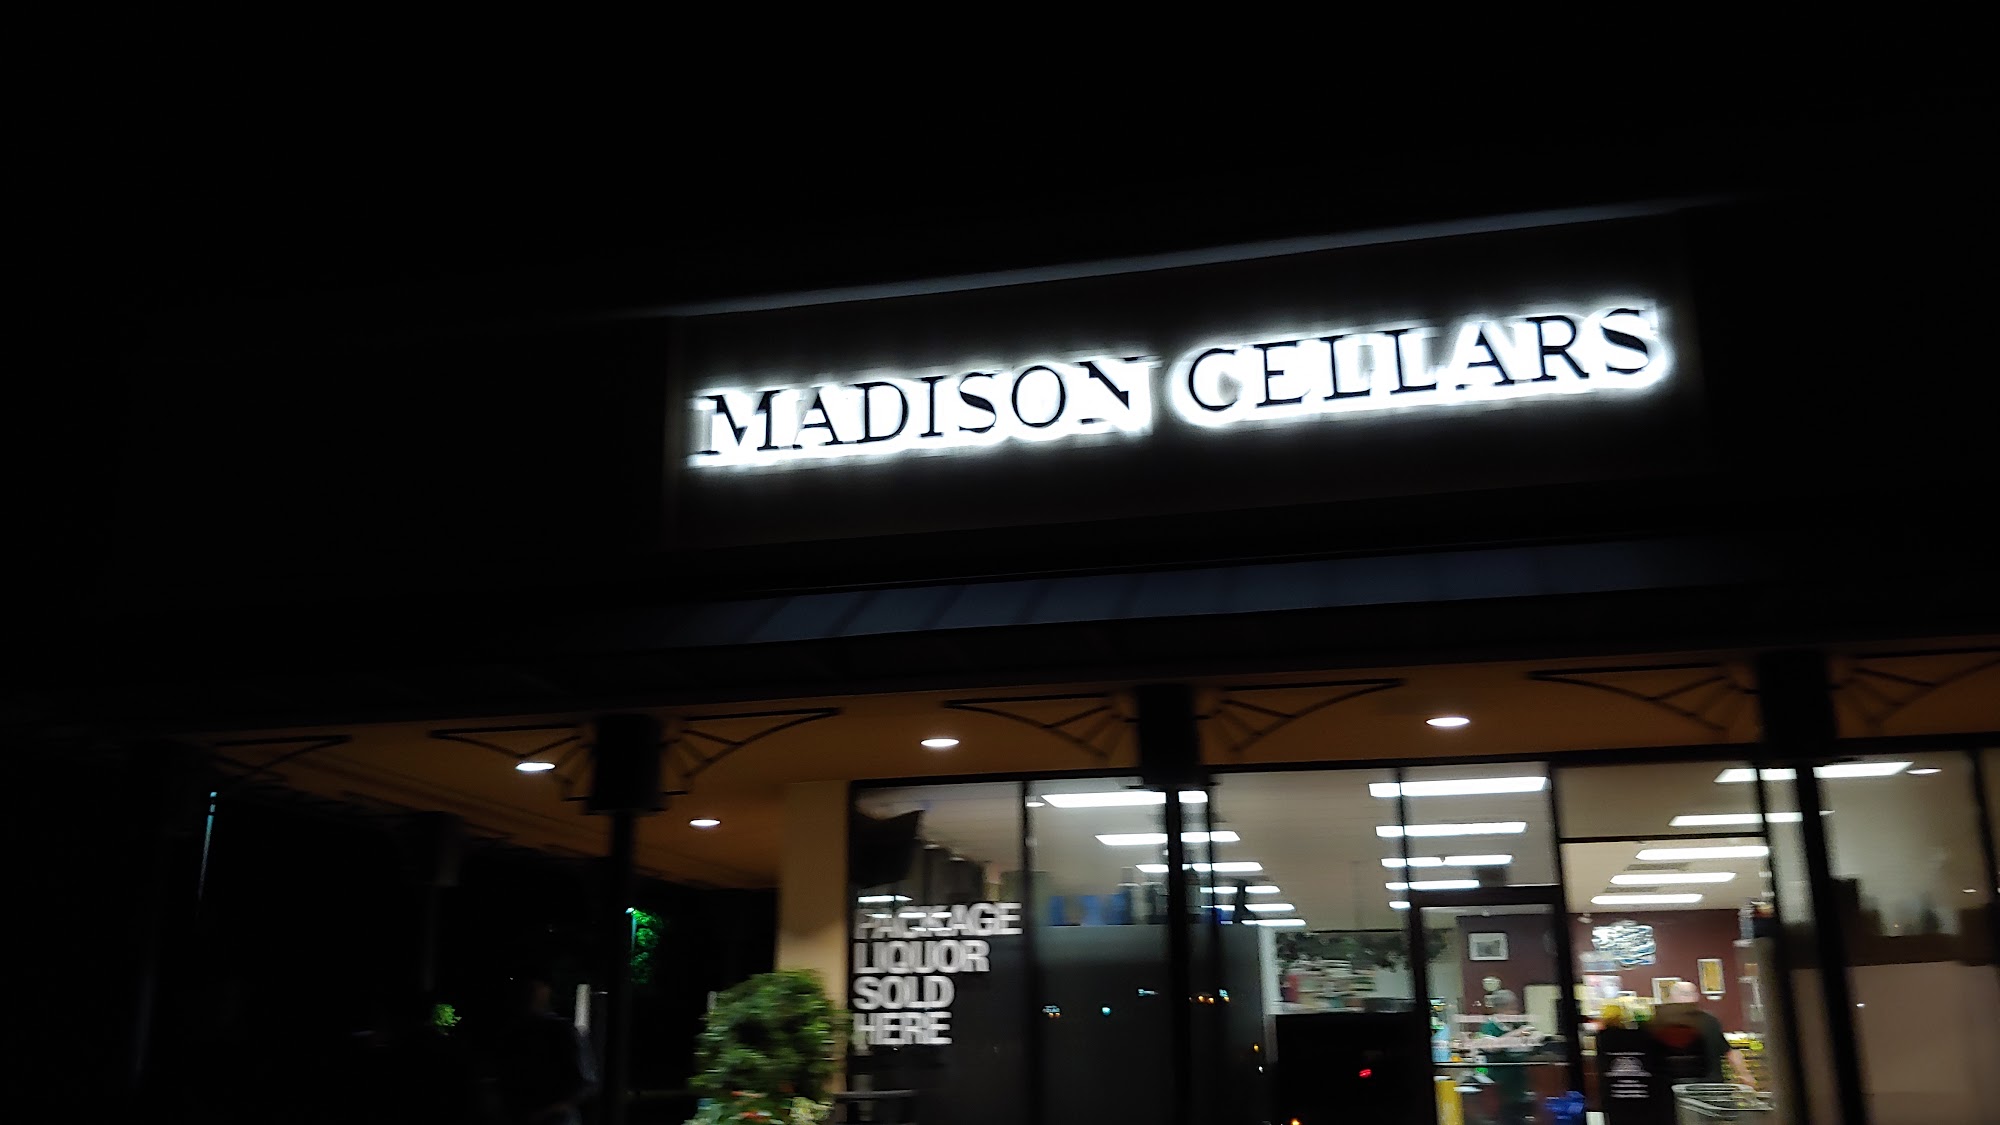 MADISON CELLARS
PACKAGE
LIQUOR
SOLD
HERE